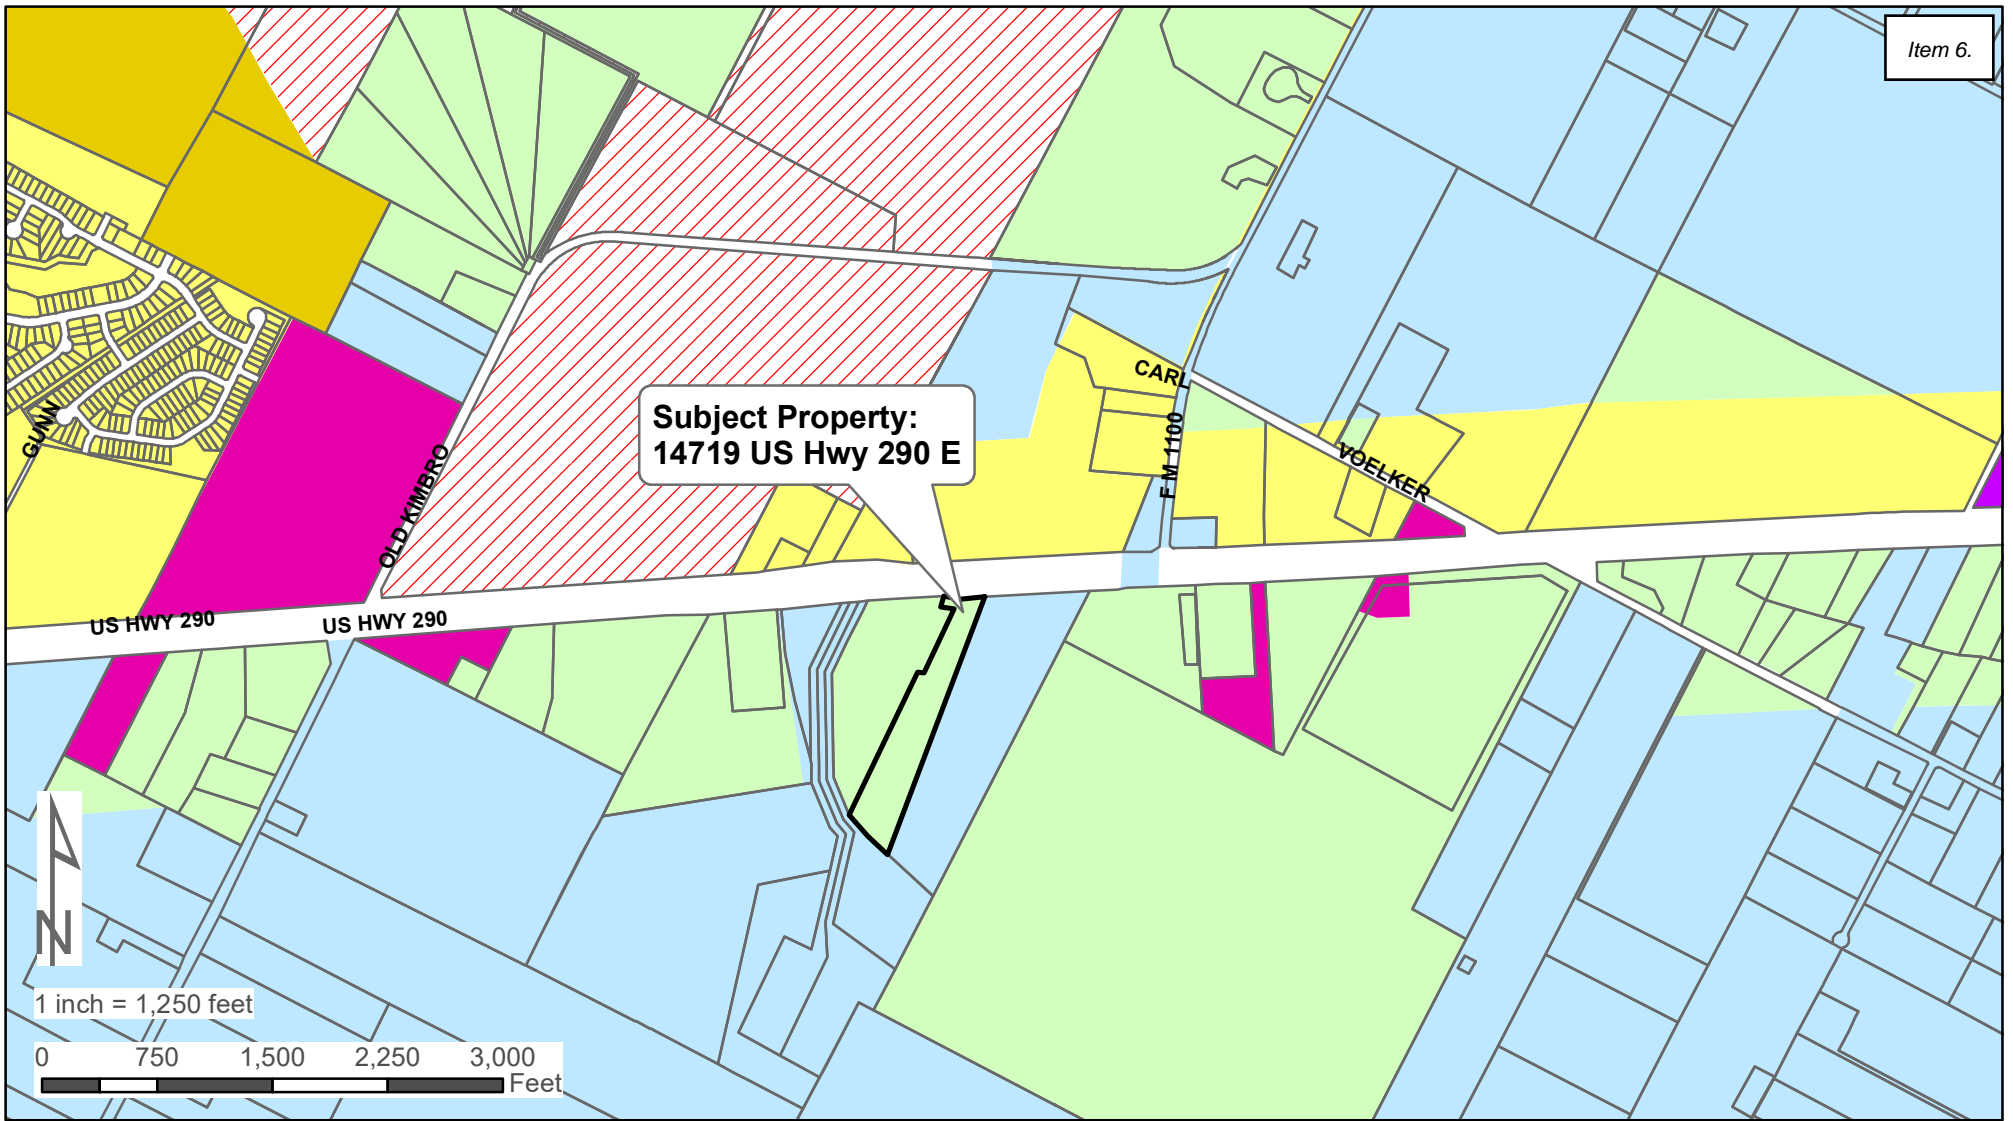 Item 6.
CARL
Subject Property:
14719 US Hwy 290 E
GUNN
OLD KIMBRO
F M 1100
VOELKER
US HWY 290
US HWY 290
N
1 inch = 1,250 feet
0 750 1,500 2,250 3,000
Feet